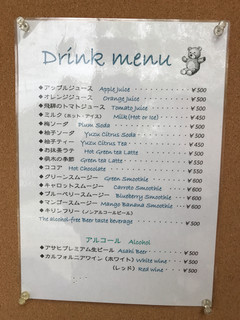 Drink menu
◆アップルジュース Apple Juice ・・・・・・・ ¥500
◆オレンジジュース Orange Juice ・・・・・・ ¥500
◆飛騨のトマトジュース Tomato Juice ・・・・・ ¥500
◆ミルク(ホット・アイス) Milk (Hot or Ice) ・・・・ ¥450
◆梅ソーダ Plum Soda ・・・・・・・ ¥500
◆柚子ソーダ Yuzu Citrus Soda ・・・・・ ¥500
◆柚子ティー Yuzu Citrus Tea ・・・・・ ¥450
◆ラテ Hot Green tea Latte ・・・・ ¥550
の季節 Green tea Latte ・・・・・ ¥550
◆ココア Hot Chocolate ・・・・・・ ¥550
◆グリーンスムージー Green Smoothie ・・・・ ¥600
◆キャロットスムージー Carrots Smoothie ・・・ ¥600
◆ブルーベリースムージー Blueberry Smoothie ・・ ¥600
◆マンゴースムージー Mango Banana Smoothie ・・ ¥600
◆キリンフリー (ノンアルコールビール) ・・・・・ ¥500
The alcohol-free Beer taste beverage
アルコール Alcohol
◆アサヒプレミアム生ビール Asahi Beer ・・・・・ ¥500
◆カルフォルニアワイン (ホワイト) White wine ・・・・ ¥500
(レッド) Red wine ・・・・・ ¥500